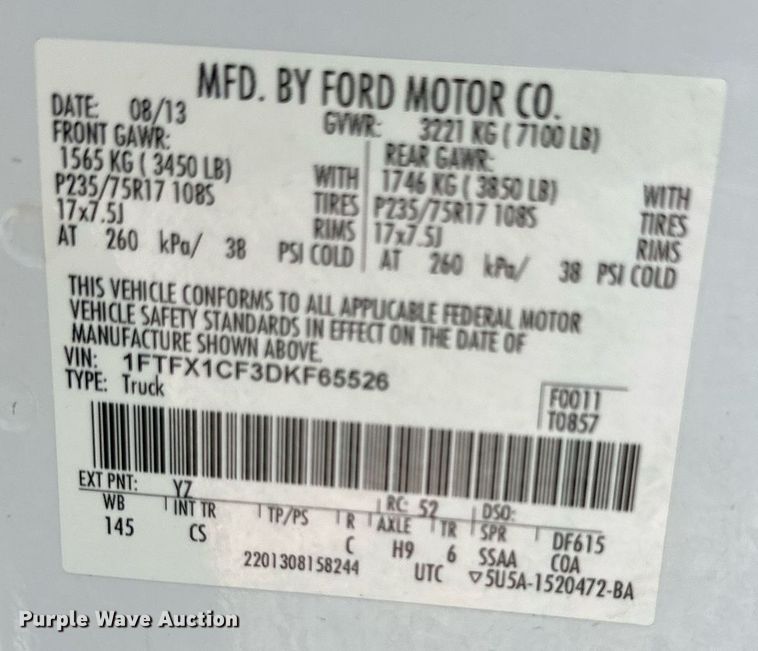 MFD. BY FORD MOTOR CO.
DATE: 08/13 GVWR: 3221 KG ( 7100 LB)
FRONT GAWR: REAR GAWR:
1565 KG ( 3450 LB) WITH 1746 KG ( 3850 LB) WITH
P235/75R17 108S TIRES P235/75R17 108S TIRES
17x7.5J RIMS 17x7.5J RIMS
AT 260 kPa/ 38 PSI COLD AT 260 kPa/ 38 PSI COLD
THIS VEHICLE CONFORMS TO ALL APPLICABLE FEDERAL MOTOR
VEHICLE SAFETY STANDARDS IN EFFECT ON THE DATE OF
MANUFACTURE SHOWN ABOVE.
VIN: 1FTFX1CF3DKF65526
TYPE: Truck
F0011
T0857
EXT PNT: YZ RC: 52 DSO:
WB INT TR TP/PS R AXLE TR SPR DF615
145 CS C H9 6 SSAA COA
2201308158244 UTC ▽5U5A-1520472-BA
Purple Wave Auction